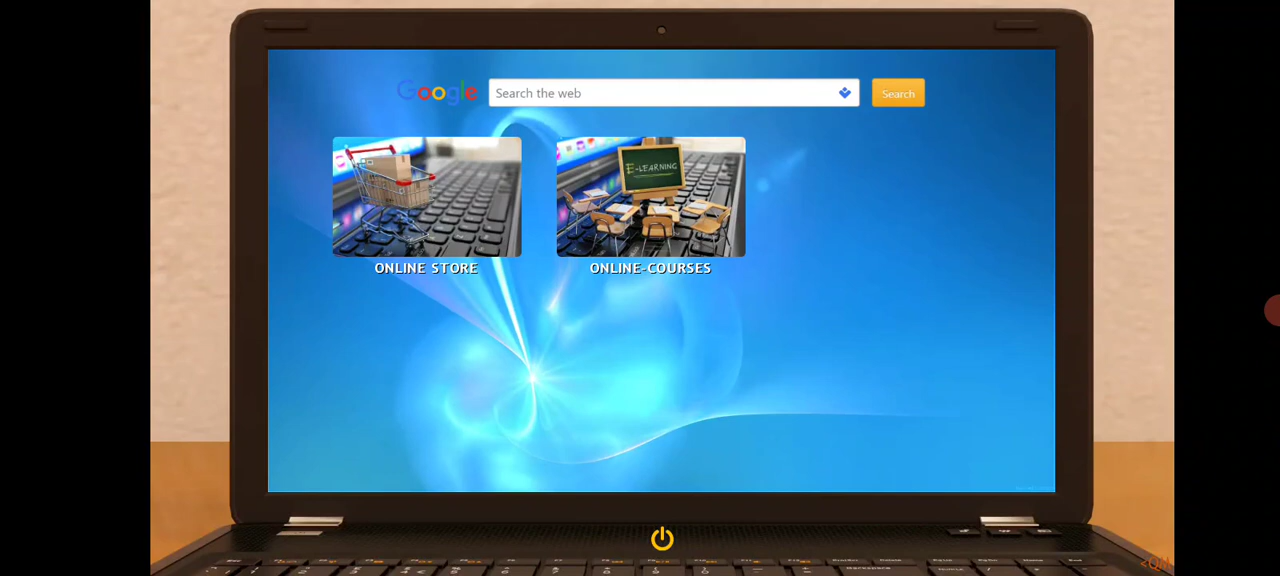 Google
Search the web
Search
E-LEARNING
ONLINE STORE
ONLINE-COURSES